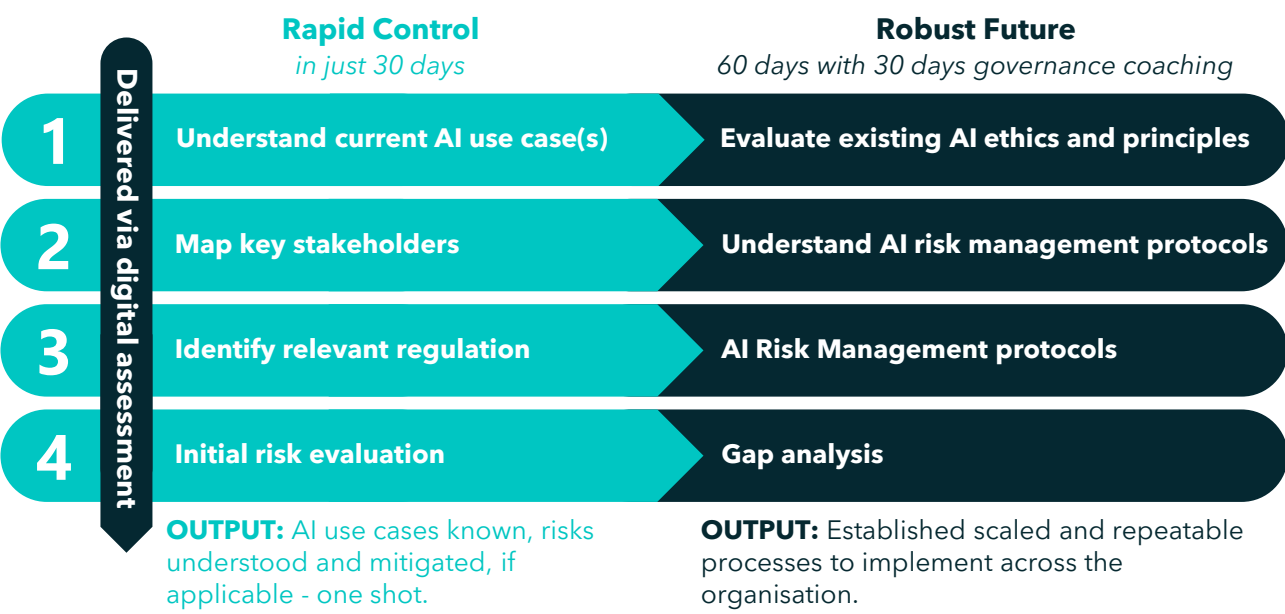 Rapid Control
in just 30 days
Robust Future
60 days with 30 days governance coaching
Delivered via digital assessment
1
Understand current AI use case(s)
Evaluate existing AI ethics and principles
2
Map key stakeholders
Understand AI risk management protocols
3
Identify relevant regulation
AI Risk Management protocols
4
Initial risk evaluation
Gap analysis
OUTPUT: AI use cases known, risks
understood and mitigated, if
applicable - one shot.
OUTPUT: Established scaled and repeatable
processes to implement across the
organisation.